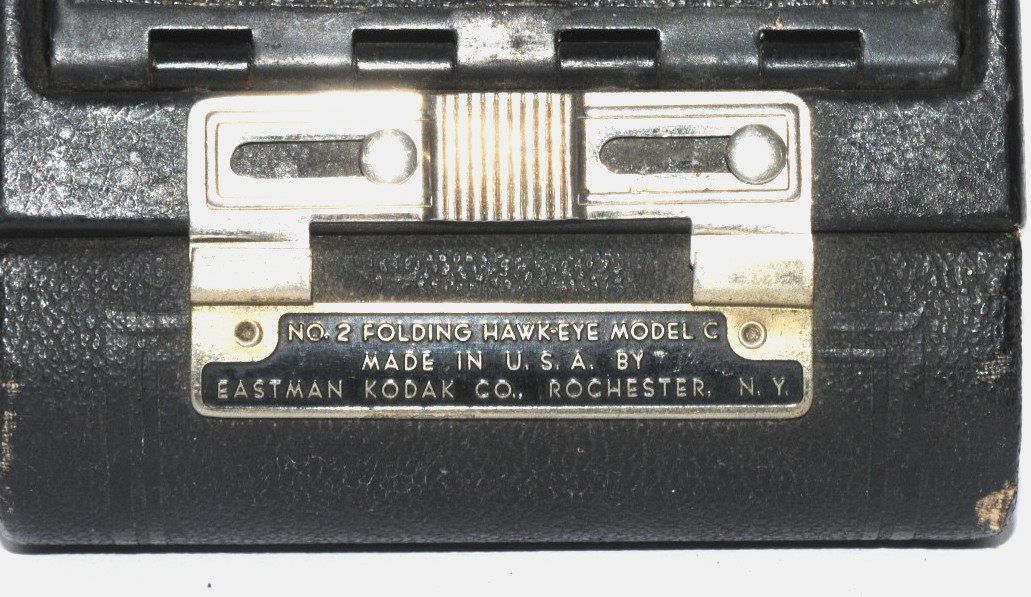 NO. 2 FOLDING HAWK-EYE MODEL C
MADE IN U.S.A. BY
EASTMAN KODAK CO., ROCHESTER, N.Y.